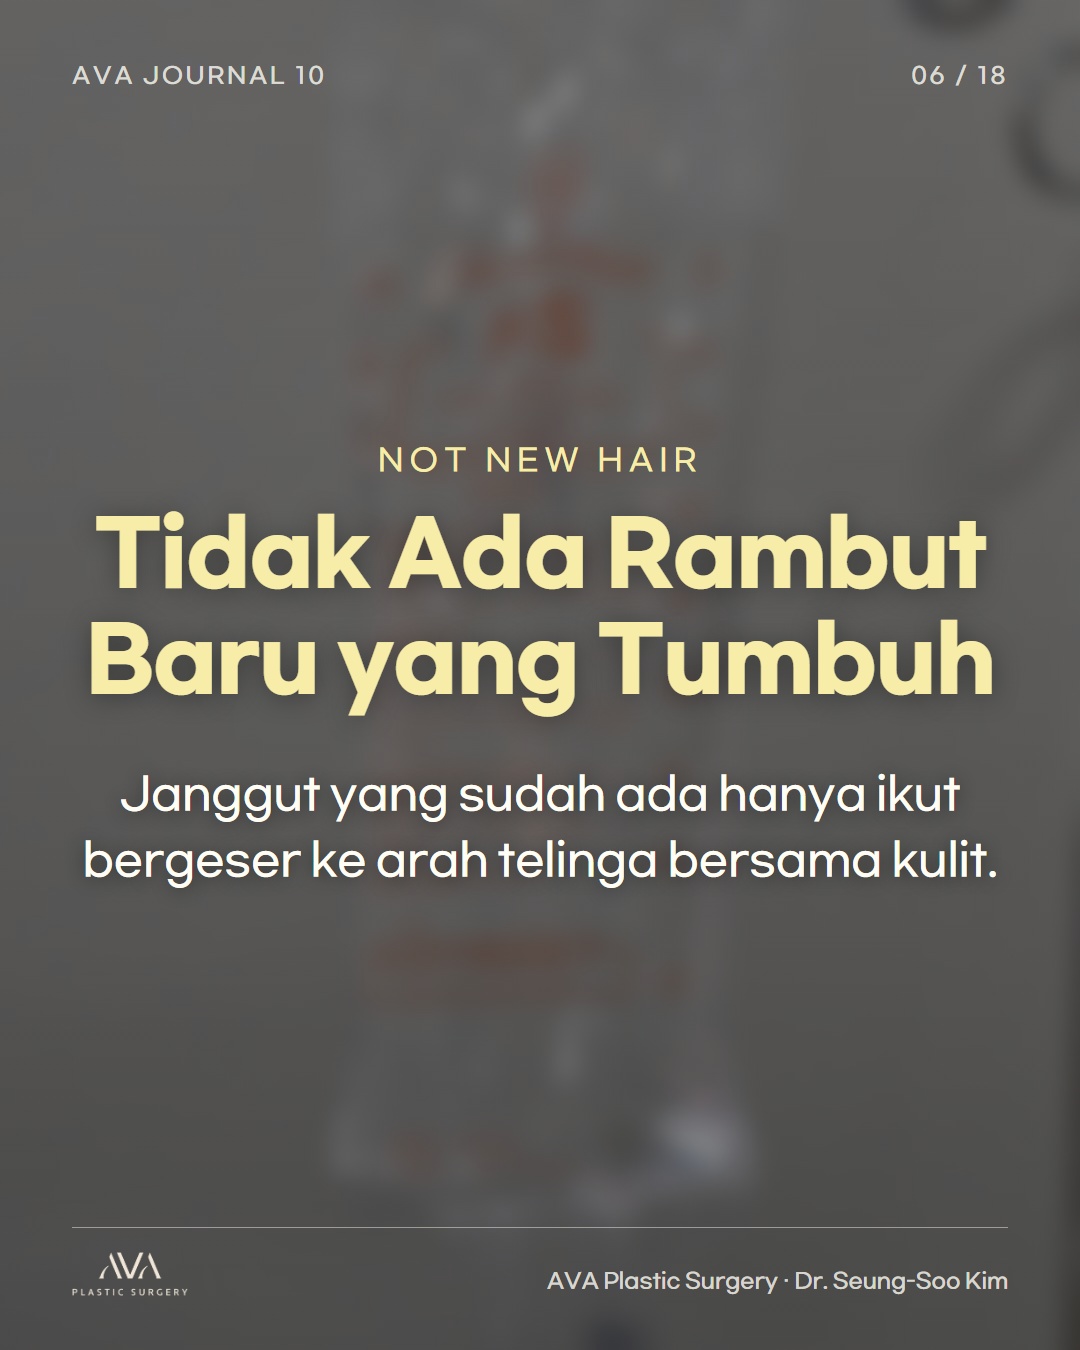 AVA JOURNAL 10
06 / 18
NOT NEW HAIR
Tidak Ada Rambut
Baru yang Tumbuh
Janggut yang sudah ada hanya ikut
bergeser ke arah telinga bersama kulit.
AVA
PLASTIC SURGERY
AVA Plastic Surgery · Dr. Seung-Soo Kim